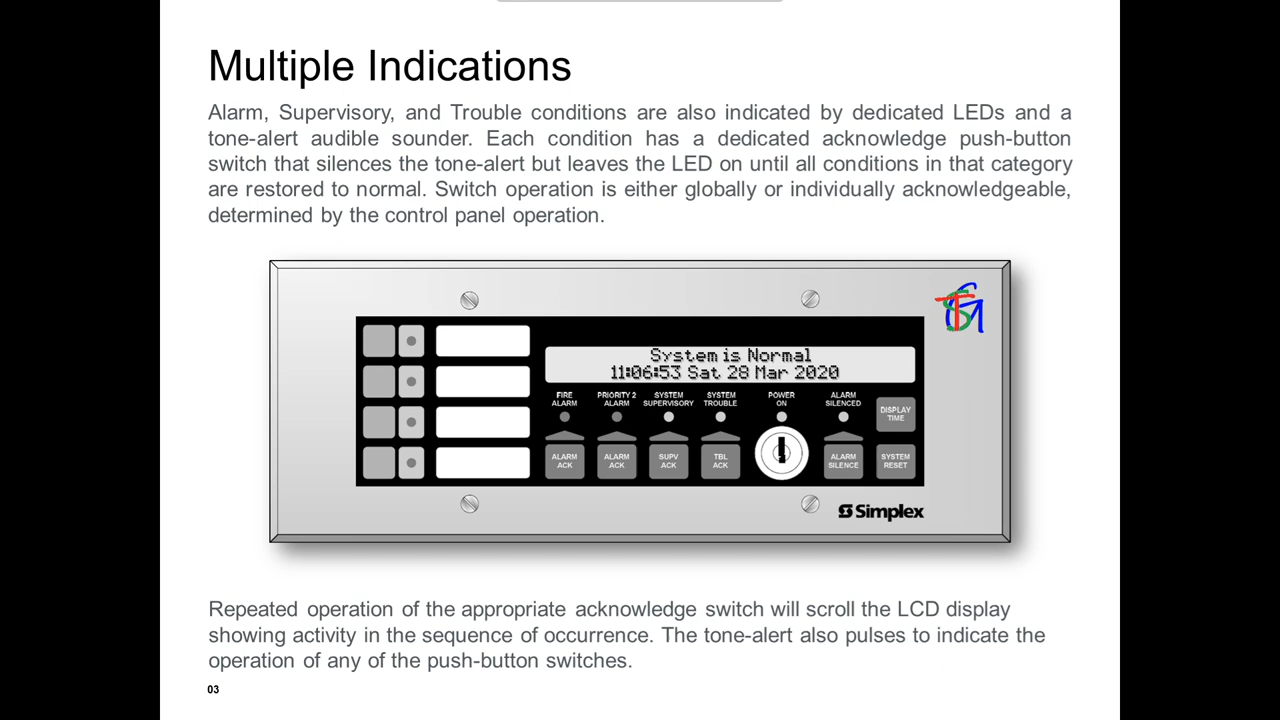 Multiple Indications
Alarm, Supervisory, and Trouble conditions are also indicated by dedicated LEDs and a
tone-alert audible sounder. Each condition has a dedicated acknowledge push-button
switch that silences the tone-alert but leaves the LED on until all conditions in that category
are restored to normal. Switch operation is either globally or individually acknowledgeable,
determined by the control panel operation.
System is Normal
11:06:53 Sat 28 Mar 2020
FIRE
ALARM
PRIORITY 2
ALARM
SYSTEM
SUPERVISORY
SYSTEM
TROUBLE
POWER
ON
ALARM
SILENCED
DISPLAY
TIME
ALARM
ACK
ALARM
ACK
SUPV
ACK
TBL
ACK
ALARM
SILENCE
SYSTEM
RESET
Simplex
Repeated operation of the appropriate acknowledge switch will scroll the LCD display
showing activity in the sequence of occurrence. The tone-alert also pulses to indicate the
operation of any of the push-button switches.
03